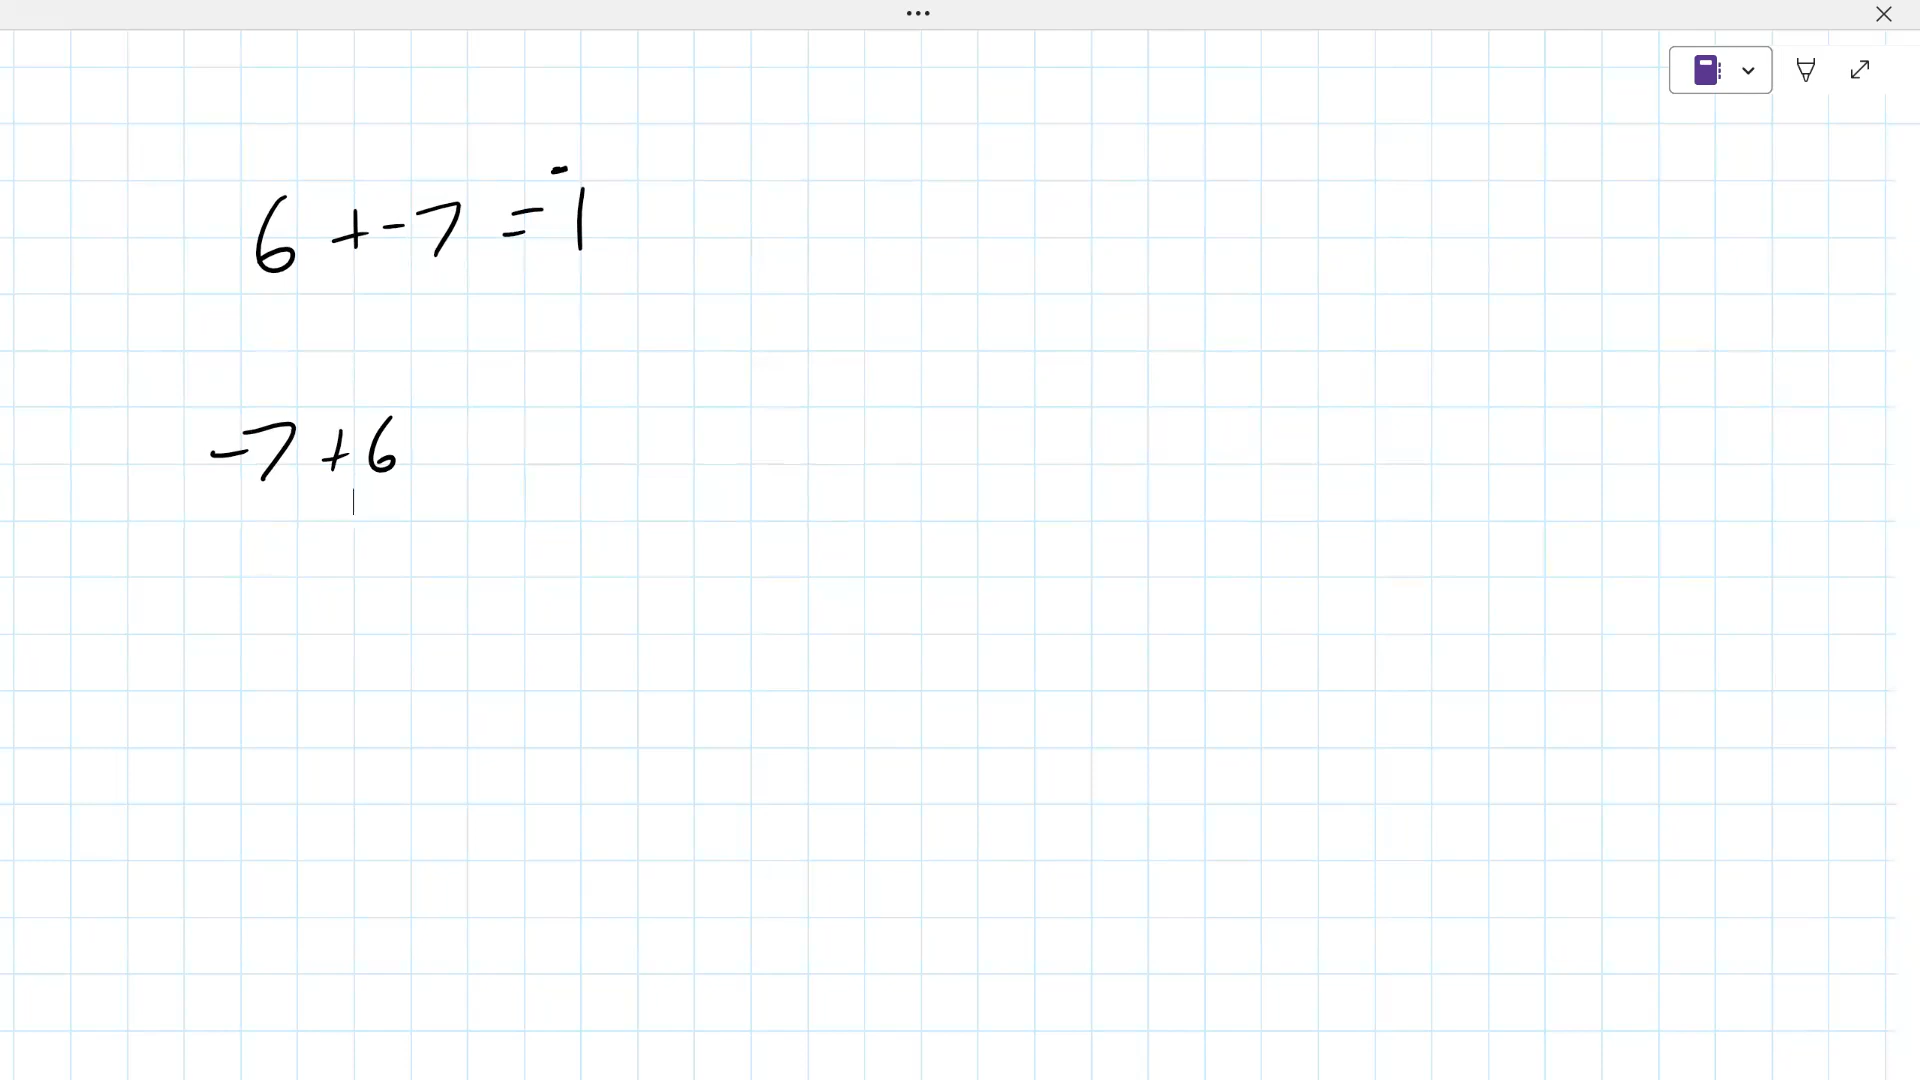 6 + -7 = -1
-7 + 6